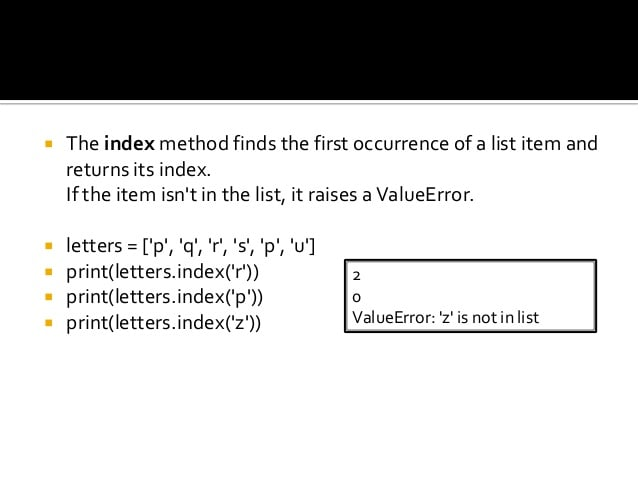 The index method finds the first occurrence of a list item and
returns its index.
If the item isn't in the list, it raises a ValueError.
letters = ['p', 'q', 'r', 's', 'p', 'u']
print(letters.index('r'))
print(letters.index('p'))
print(letters.index('z'))
2
0
ValueError: 'z' is not in list